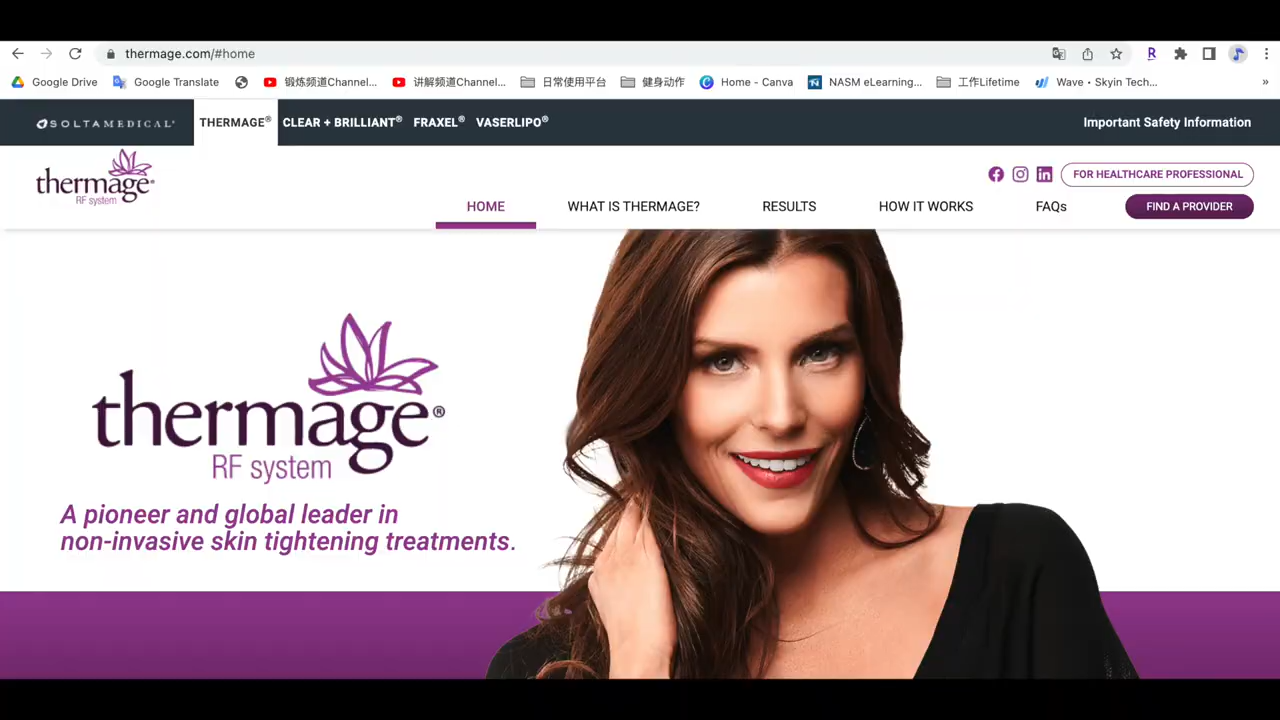 thermage.com/#home
Google Drive Google Translate 锻炼频道Channel... 讲解频道Channel... 日常使用平台 健身动作 Home - Canva NASM eLearning... 工作Lifetime Wave • Skyin Tech... »
SOLTAMEDICAL THERMAGE® CLEAR + BRILLIANT® FRAXEL® VASERLIPO® Important Safety Information
thermage®
RF system
FOR HEALTHCARE PROFESSIONAL
HOME WHAT IS THERMAGE? RESULTS HOW IT WORKS FAQs FIND A PROVIDER
thermage®
RF system
A pioneer and global leader in
non-invasive skin tightening treatments.